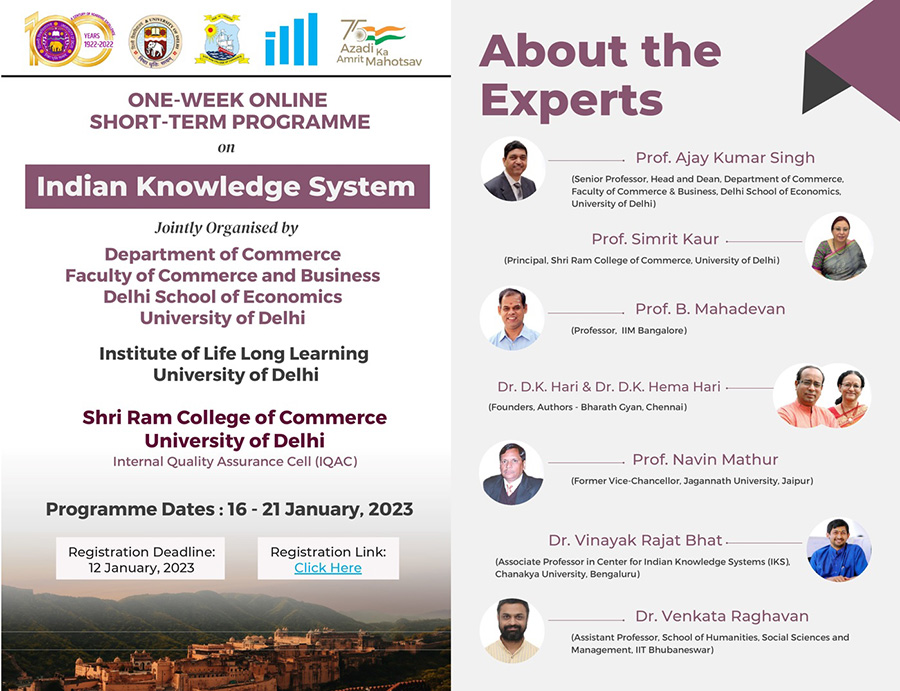 A CENTURY OF ACADEMIC EXCELLENCE
100
YEARS
1922-2022
75
Azadi
Ka
Amrit Mahotsav
ONE-WEEK ONLINE
SHORT-TERM PROGRAMME
on
Indian Knowledge System
Jointly Organised by
Department of Commerce
Faculty of Commerce and Business
Delhi School of Economics
University of Delhi
Institute of Life Long Learning
University of Delhi
Shri Ram College of Commerce
University of Delhi
Internal Quality Assurance Cell (IQAC)
Programme Dates : 16 - 21 January, 2023
Registration Deadline:
12 January, 2023
Registration Link:
Click Here
About the
Experts
Prof. Ajay Kumar Singh
(Senior Professor, Head and Dean, Department of Commerce,
Faculty of Commerce & Business, Delhi School of Economics,
University of Delhi)
Prof. Simrit Kaur
(Principal, Shri Ram College of Commerce, University of Delhi)
Prof. B. Mahadevan
(Professor, IIM Bangalore)
Dr. D.K. Hari & Dr. D.K. Hema Hari
(Founders, Authors - Bharath Gyan, Chennai)
Prof. Navin Mathur
(Former Vice-Chancellor, Jagannath University, Jaipur)
Dr. Vinayak Rajat Bhat
(Associate Professor in Center for Indian Knowledge Systems (IKS),
Chanakya University, Bengaluru)
Dr. Venkata Raghavan
(Assistant Professor, School of Humanities, Social Sciences and
Management, IIT Bhubaneswar)